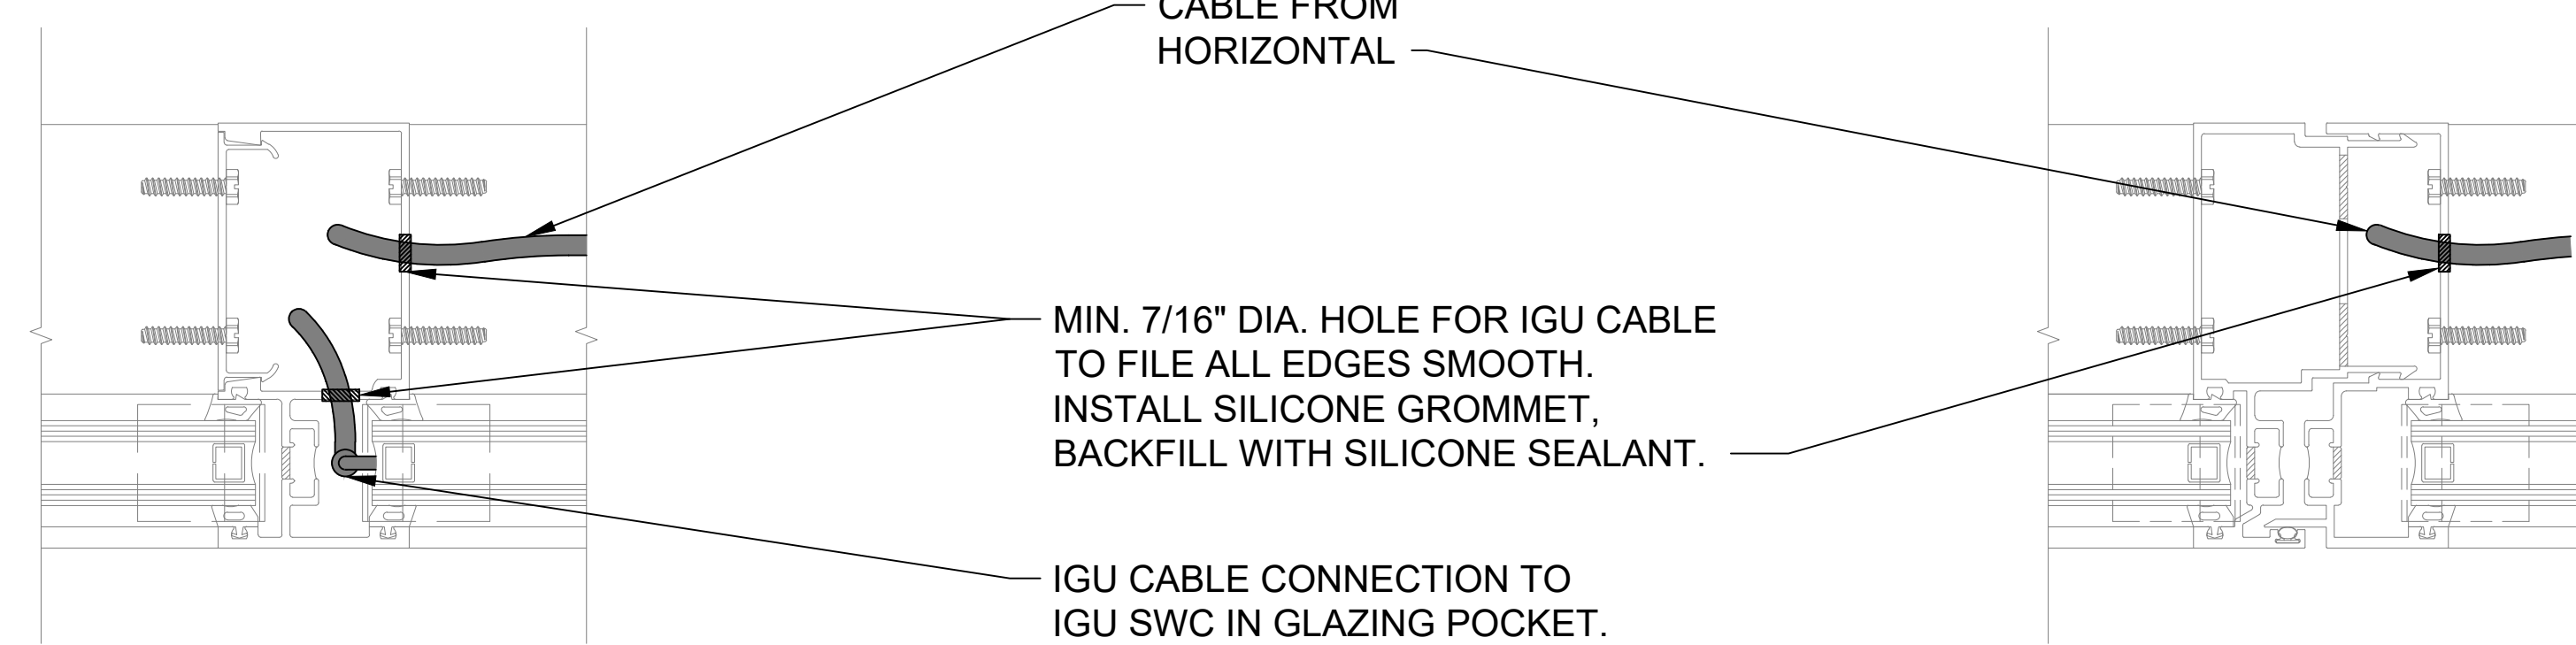 CABLE FROM
HORIZONTAL
MIN. 7/16" DIA. HOLE FOR IGU CABLE
TO FILE ALL EDGES SMOOTH.
INSTALL SILICONE GROMMET,
BACKFILL WITH SILICONE SEALANT.
IGU CABLE CONNECTION TO
IGU SWC IN GLAZING POCKET.